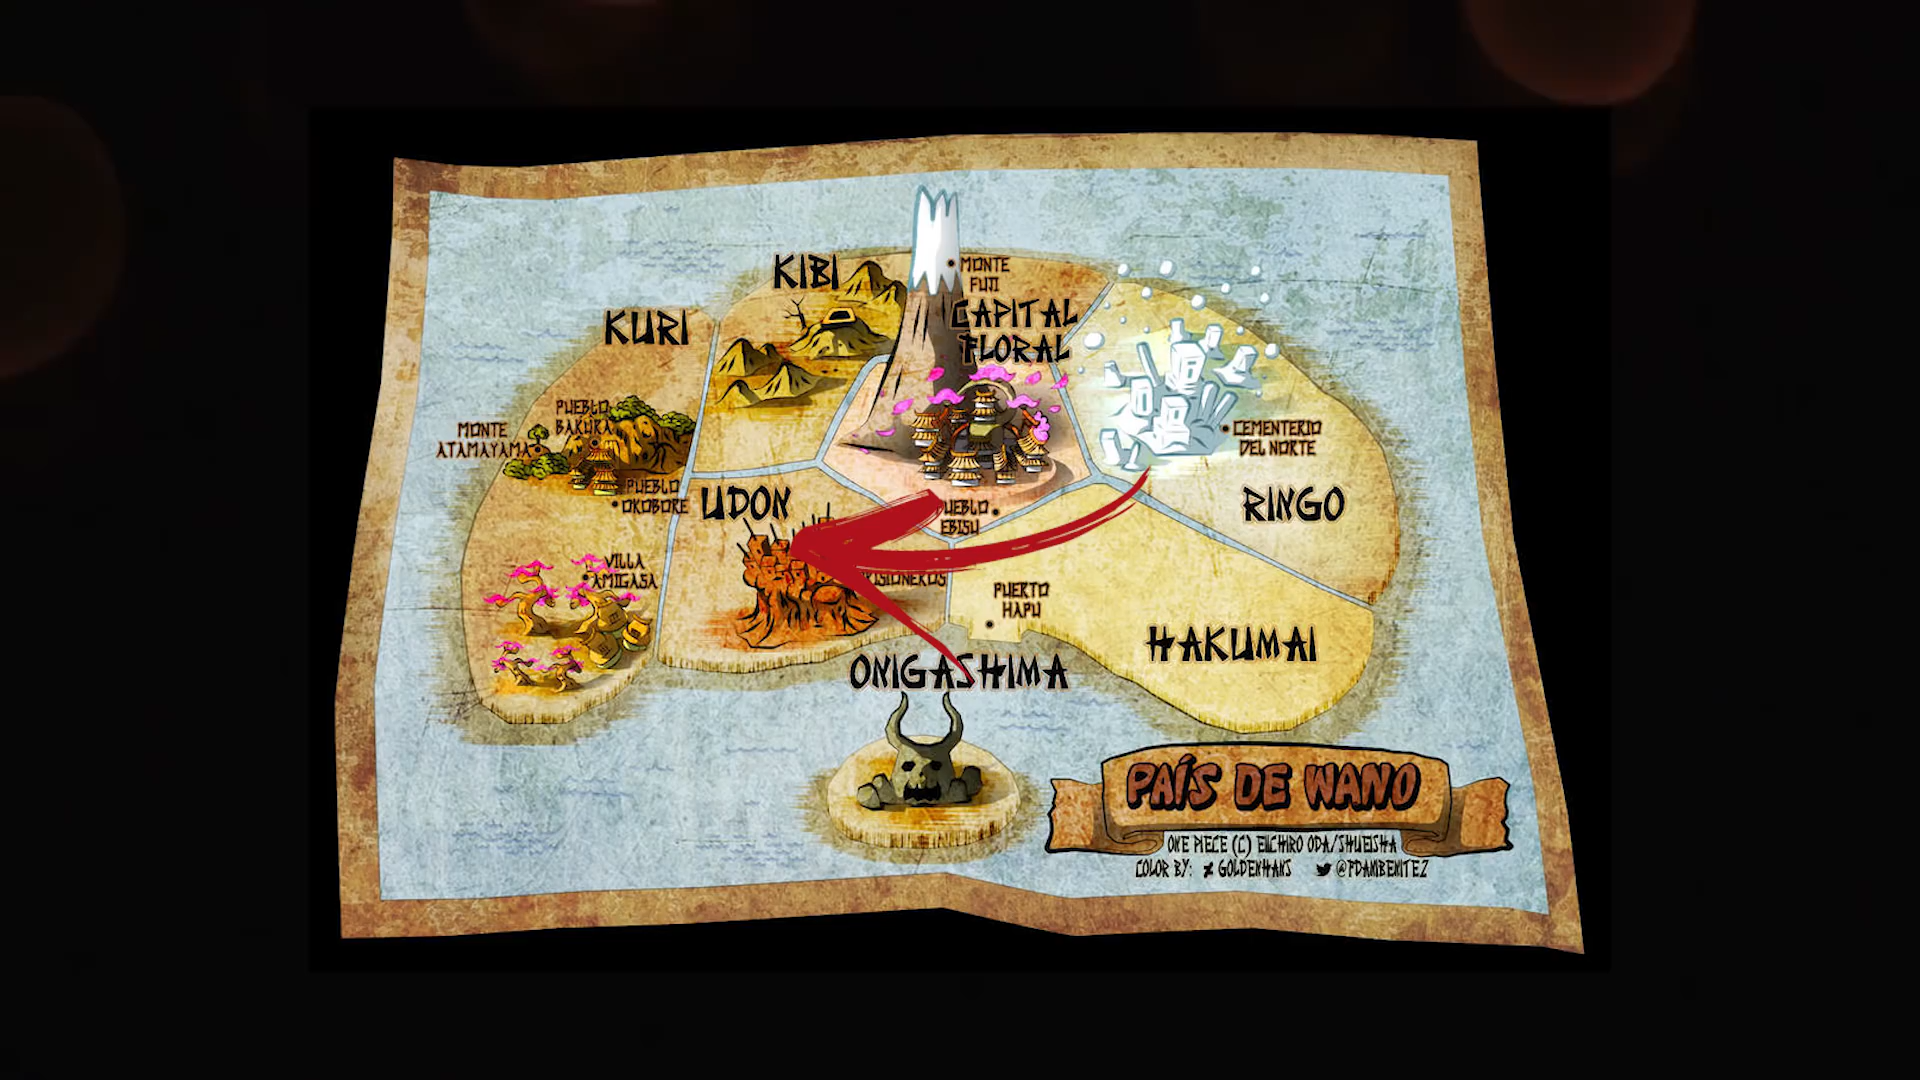 KIBI
MONTE
FUJI
CAPITAL
FLORAL
KURI
PUEBLO
BAKURA
MONTE
ATAMAYAMA
CEMENTERIO
DEL NORTE
PUEBLO
OKOBORE
UDON
RINGO
PUEBLO
EBISU
VILLA
AMIGASA
PUERTO
HAPU
HAKUMAI
ONIGASHIMA
PAÍS DE WANO
ONE PIECE (C) EIICHIRO ODA/SHUEISHA
COLOR BY: GOLDENHANS @PDANIBENITEZ